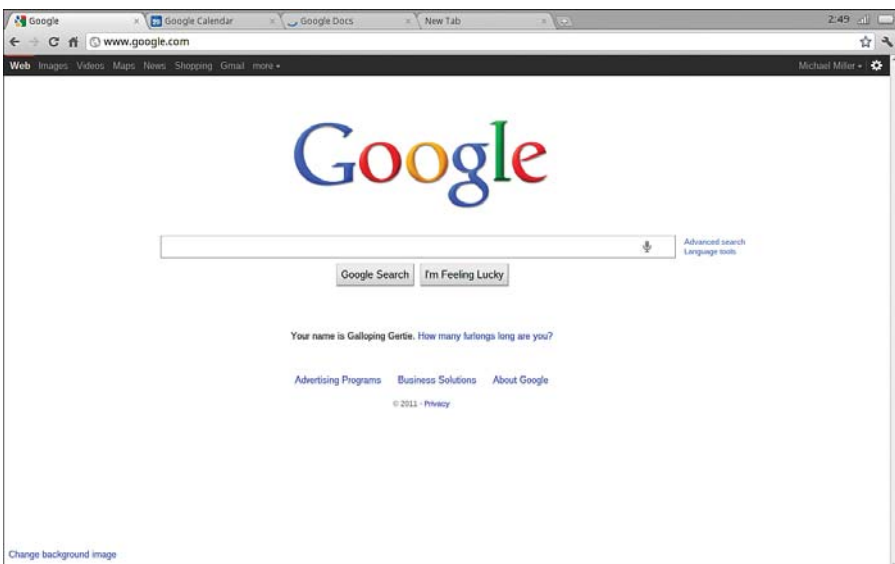 Google Google Calendar Google Docs New Tab 2:49
www.google.com
Web Images Videos Maps News Shopping Gmail more Michael Miller
Google
Advanced search
Language tools
Google Search I'm Feeling Lucky
Your name is Galloping Gertie. How many furlongs long are you?
Advertising Programs Business Solutions About Google
© 2011 - Privacy
Change background image